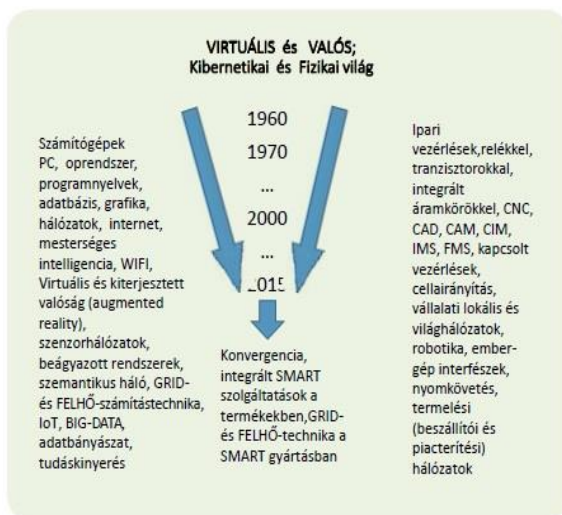 VIRTUÁLIS és VALÓS;
Kibernetikai és Fizikai világ
Számítógépek
PC, oprendszer,
programnyelvek,
adatbázis, grafika,
hálózatok, internet,
mesterséges
intelligencia, WIFI,
Virtuális és kiterjesztett
valóság (augmented
reality),
szenzorhálózatok,
beágyazott rendszerek,
szemantikus háló, GRID-
és FELHŐ-számítástechnika,
IoT, BIG-DATA,
adatbányászat,
tudáskinyerés
1960
1970
...
2000
...
2015
Konvergencia,
integrált SMART
szolgáltatások a
termékekben,GRID-
és FELHŐ-technika a
SMART gyártásban
Ipari
vezérlések,relékkel,
tranzisztorokkal,
integrált
áramkörökkel, CNC,
CAD, CAM, CIM,
IMS, FMS, kapcsolt
vezérlések,
cellairányítás,
vállalati lokális és
világhálózatok,
robotika, ember-
gép interfészek,
nyomkövetés,
termelési
(beszállítói és
piacterítési)
hálózatok